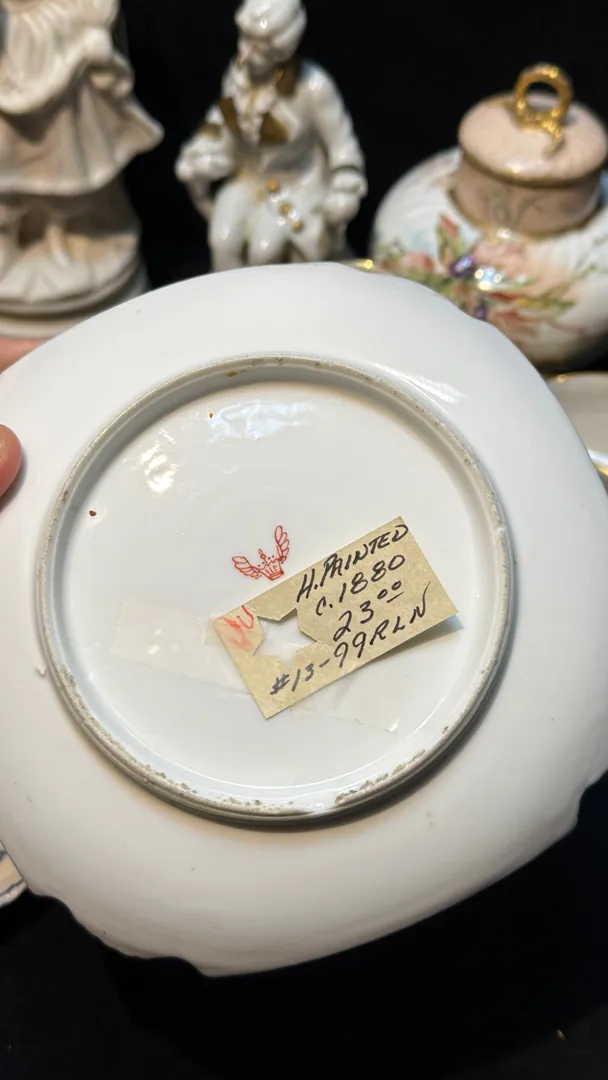 H. PAINTED
c. 1880
23⁰⁰
#13-99RLN